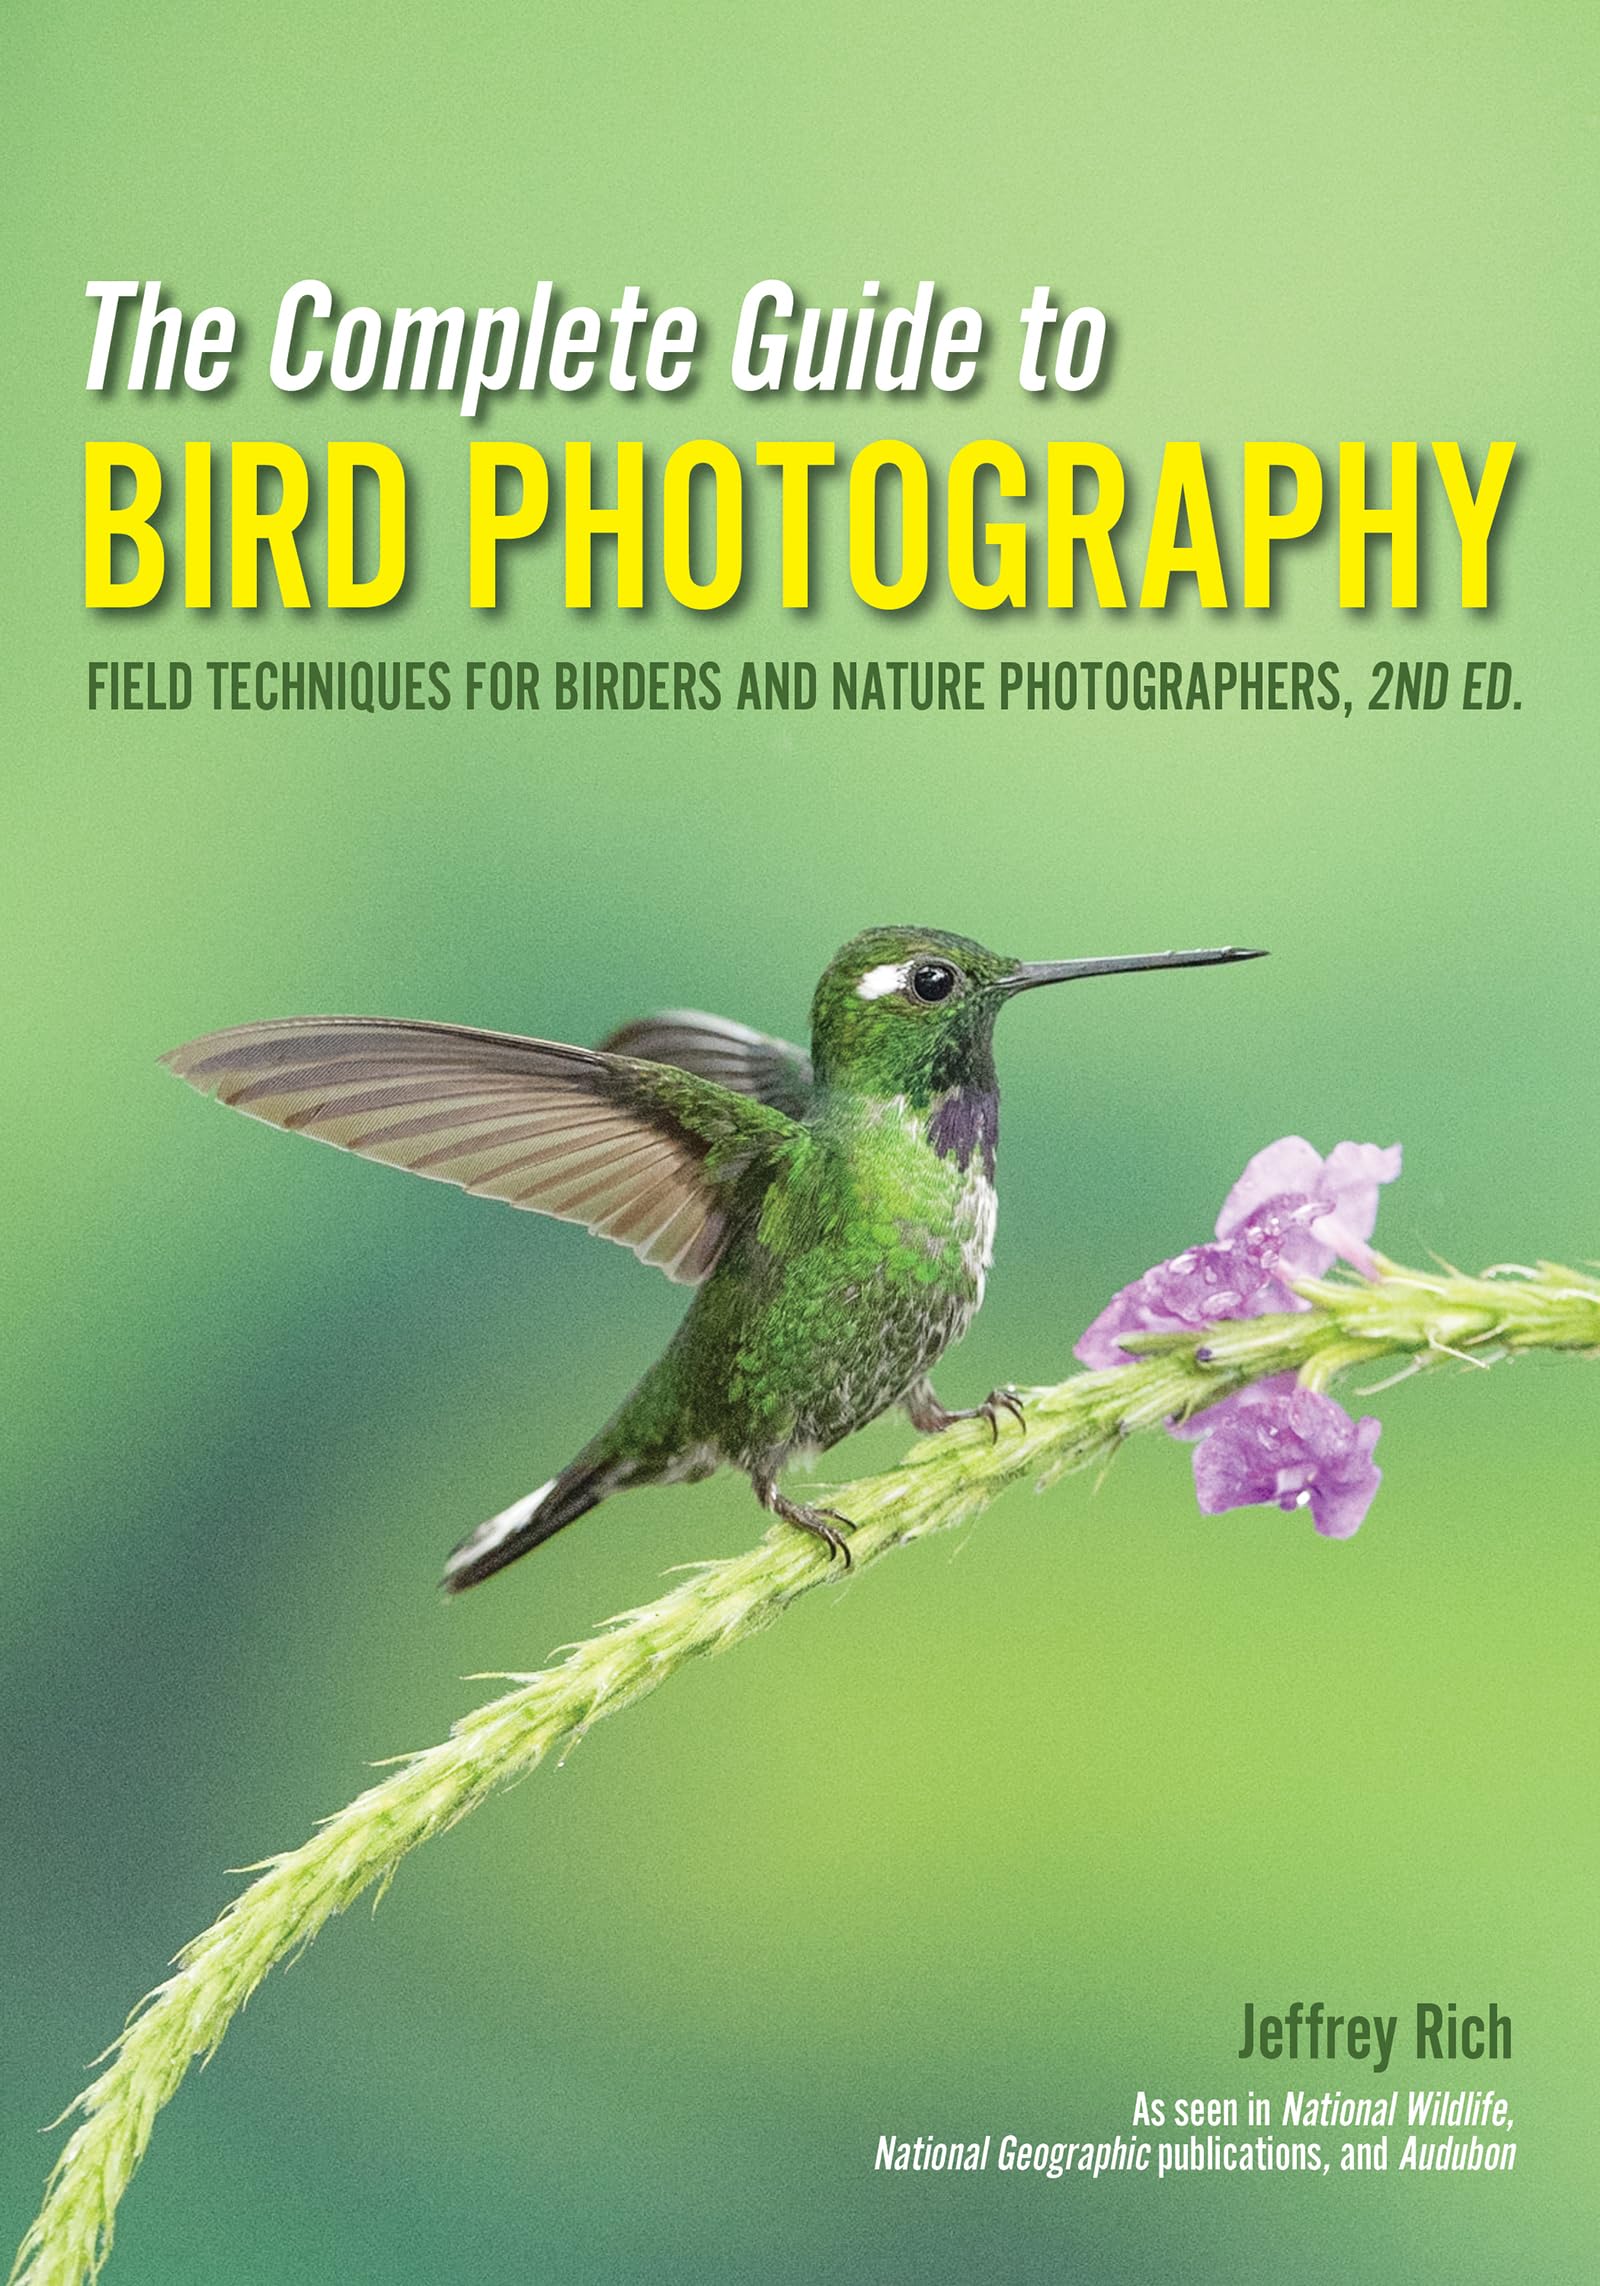 The Complete Guide to
BIRD PHOTOGRAPHY
FIELD TECHNIQUES FOR BIRDERS AND NATURE PHOTOGRAPHERS, 2ND ED.
Jeffrey Rich
As seen in National Wildlife,
National Geographic publications, and Audubon